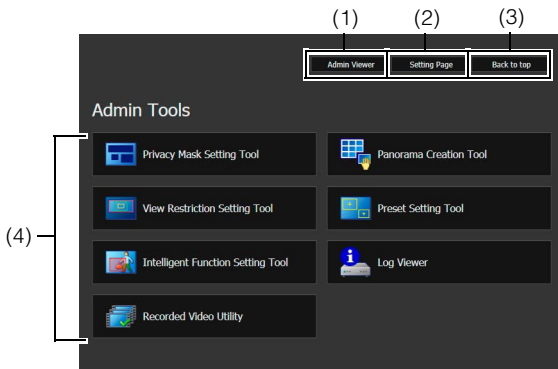 (1) (2) (3)
Admin Viewer Setting Page Back to top
Admin Tools
Privacy Mask Setting Tool Panorama Creation Tool
View Restriction Setting Tool Preset Setting Tool
(4)
Intelligent Function Setting Tool Log Viewer
Recorded Video Utility